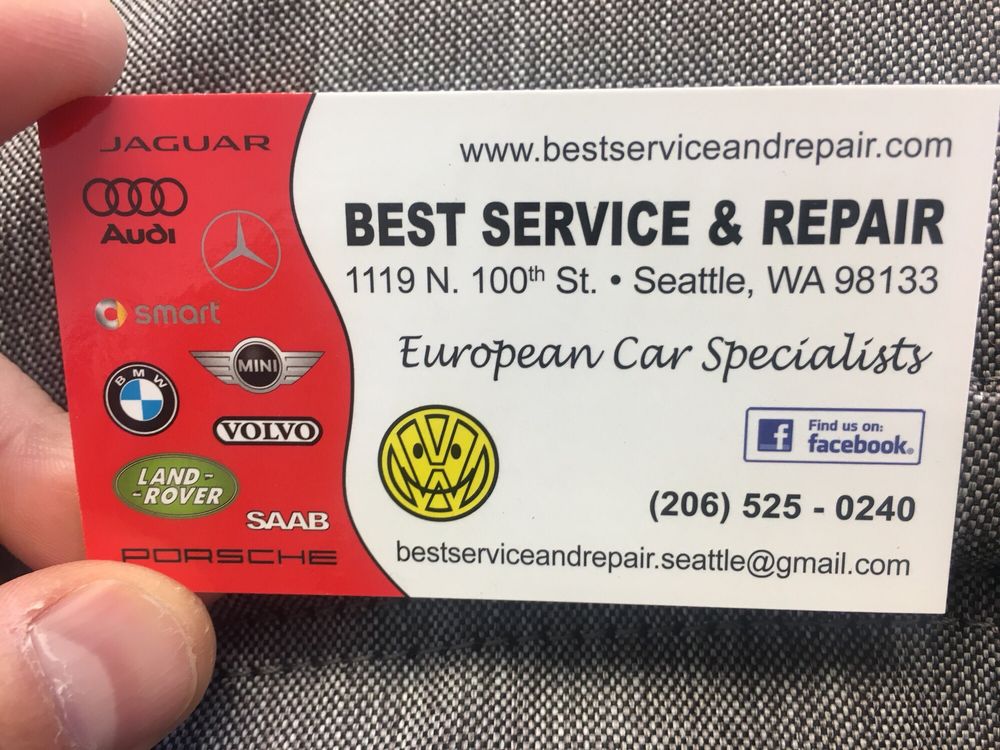 JAGUAR
Audi
smart
MINI
BMW
VOLVO
LAND-
-ROVER
SAAB
PORSCHE
www.bestserviceandrepair.com
BEST SERVICE & REPAIR
1119 N. 100th St. • Seattle, WA 98133
European Car Specialists
Find us on:
facebook®
(206) 525 - 0240
bestserviceandrepair.seattle@gmail.com